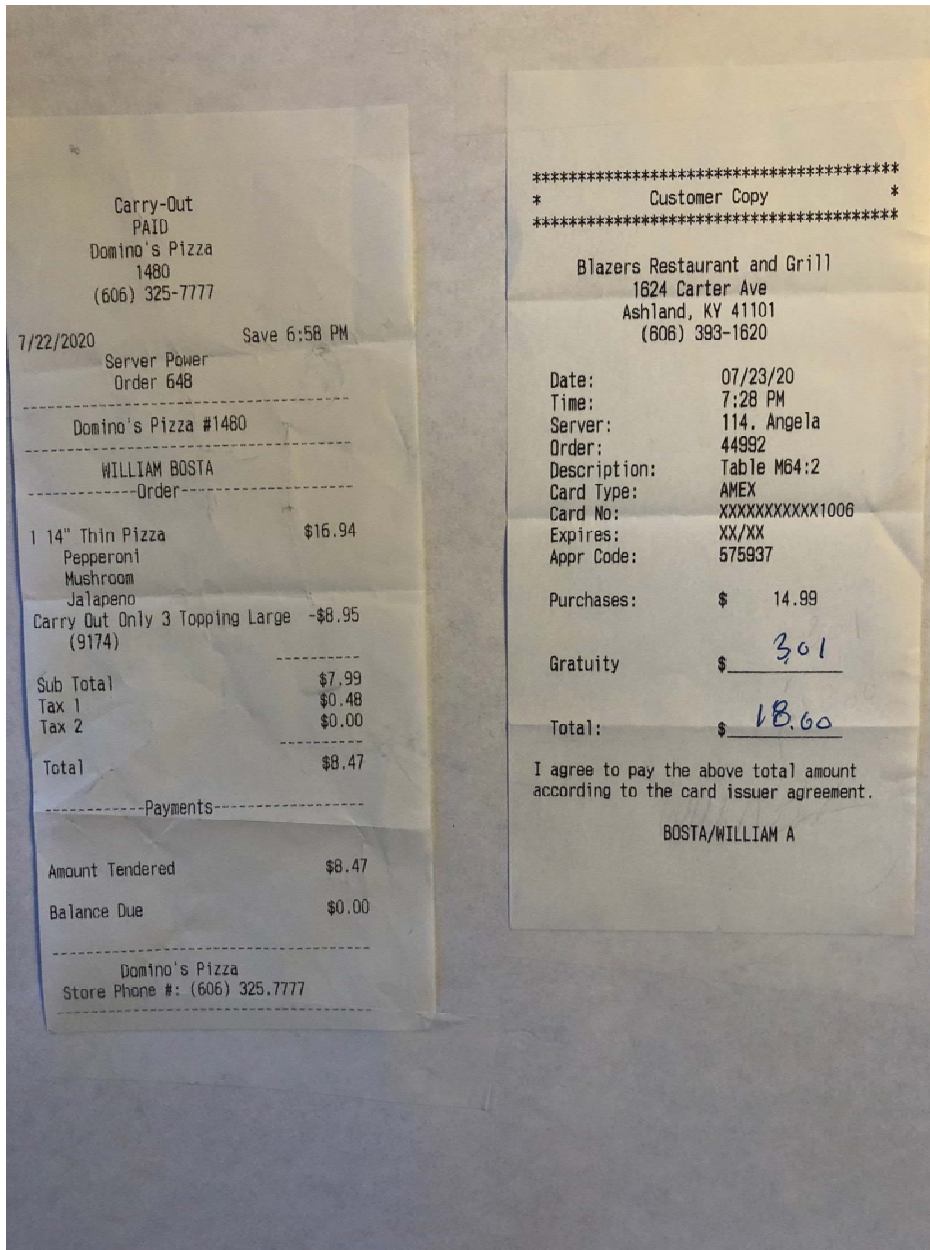 Carry-Out
PAID
Domino's Pizza
1480
(606) 325-7777
7/22/2020 Save 6:58 PM
Server Power
Order 648
------------------------------------
Domino's Pizza #1480
------------------------------------
WILLIAM BOSTA
------------Order--------------------
1 14" Thin Pizza $16.94
Pepperoni
Mushroom
Jalapeno
Carry Out Only 3 Topping Large -$8.95
(9174)
---------
Sub Total $7.99
Tax 1 $0.48
Tax 2 $0.00
---------
Total $8.47
------------Payments-----------------
Amount Tendered $8.47
Balance Due $0.00
------------------------------------
Domino's Pizza
Store Phone #: (606) 325.7777
------------------------------------
****************************************
* Customer Copy *
****************************************
Blazers Restaurant and Grill
1624 Carter Ave
Ashland, KY 41101
(606) 393-1620
Date: 07/23/20
Time: 7:28 PM
Server: 114. Angela
Order: 44992
Description: Table M64:2
Card Type: AMEX
Card No: XXXXXXXXXXX1006
Expires: XX/XX
Appr Code: 575937
Purchases: $ 14.99
Gratuity $ 3.01
Total: $ 18.00
I agree to pay the above total amount
according to the card issuer agreement.
BOSTA/WILLIAM A